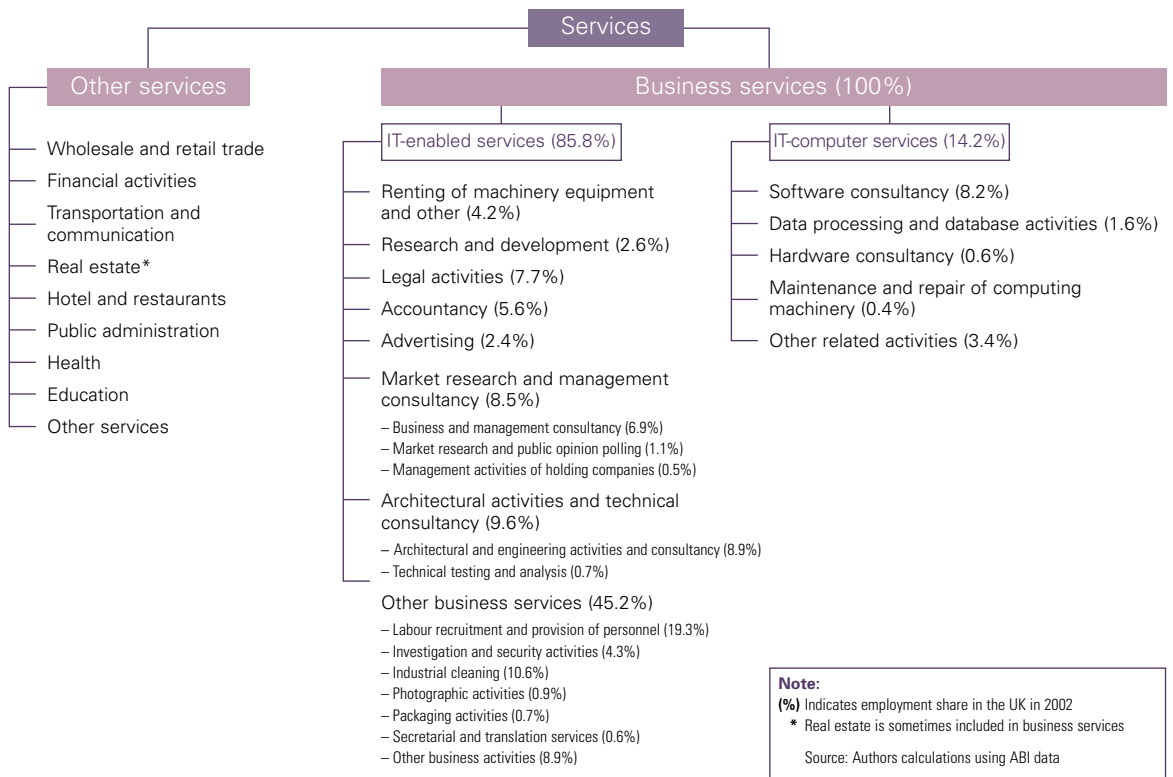 Services
Other services
Wholesale and retail trade
Financial activities
Transportation and
communication
Real estate*
Hotel and restaurants
Public administration
Health
Education
Other services
Business services (100%)
IT-enabled services (85.8%)
Renting of machinery equipment
and other (4.2%)
Research and development (2.6%)
Legal activities (7.7%)
Accountancy (5.6%)
Advertising (2.4%)
Market research and management
consultancy (8.5%)
– Business and management consultancy (6.9%)
– Market research and public opinion polling (1.1%)
– Management activities of holding companies (0.5%)
Architectural activities and technical
consultancy (9.6%)
– Architectural and engineering activities and consultancy (8.9%)
– Technical testing and analysis (0.7%)
Other business services (45.2%)
– Labour recruitment and provision of personnel (19.3%)
– Investigation and security activities (4.3%)
– Industrial cleaning (10.6%)
– Photographic activities (0.9%)
– Packaging activities (0.7%)
– Secretarial and translation services (0.6%)
– Other business activities (8.9%)
IT-computer services (14.2%)
Software consultancy (8.2%)
Data processing and database activities (1.6%)
Hardware consultancy (0.6%)
Maintenance and repair of computing
machinery (0.4%)
Other related activities (3.4%)
Note:
(%) Indicates employment share in the UK in 2002
* Real estate is sometimes included in business services
Source: Authors calculations using ABI data